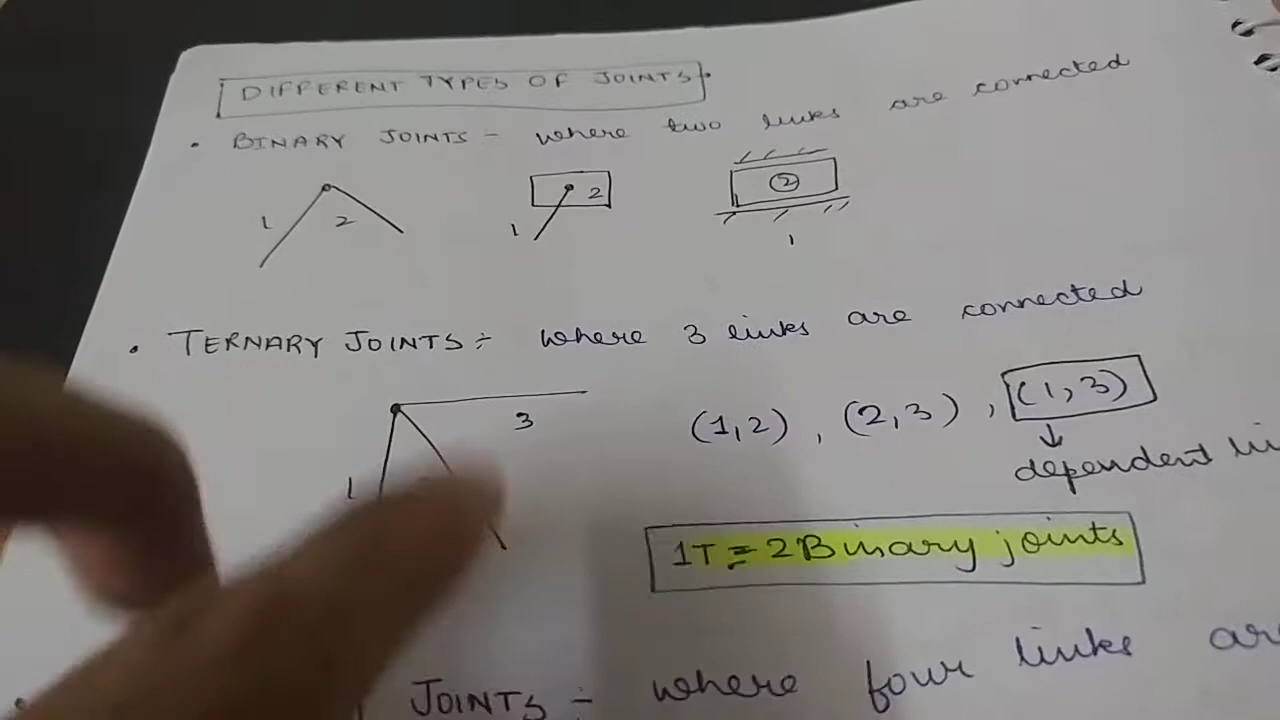 DIFFERENT TYPES OF JOINTS.
• BINARY JOINTS - where two links are connected
1 2
1 2
2
1
• TERNARY JOINTS :- where 3 links are connected
3
1
(1,2) , (2,3) , (1,3)
↓
dependent
1T = 2 Binary joints
JOINTS :- where four links